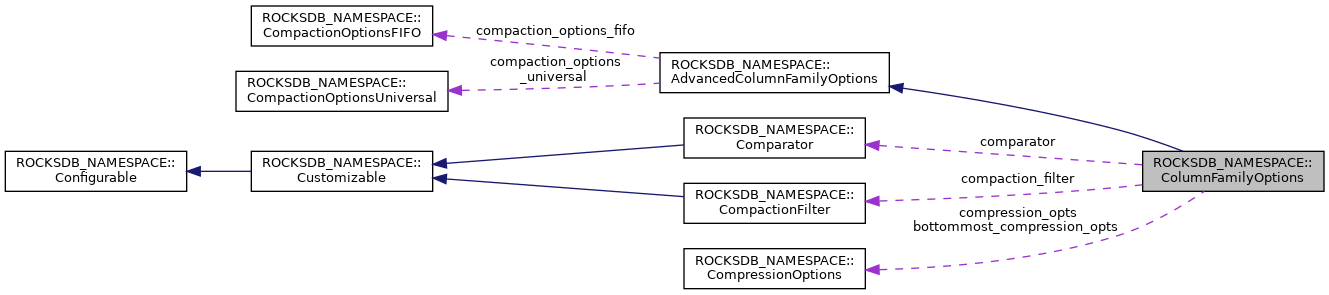 ROCKSDB_NAMESPACE::
CompactionOptionsFIFO
compaction_options_fifo
ROCKSDB_NAMESPACE::
CompactionOptionsUniversal
compaction_options
_universal
ROCKSDB_NAMESPACE::
AdvancedColumnFamilyOptions
ROCKSDB_NAMESPACE::
Configurable
ROCKSDB_NAMESPACE::
Customizable
ROCKSDB_NAMESPACE::
Comparator
comparator
ROCKSDB_NAMESPACE::
CompactionFilter
compaction_filter
ROCKSDB_NAMESPACE::
CompressionOptions
compression_opts
bottommost_compression_opts
ROCKSDB_NAMESPACE::
ColumnFamilyOptions